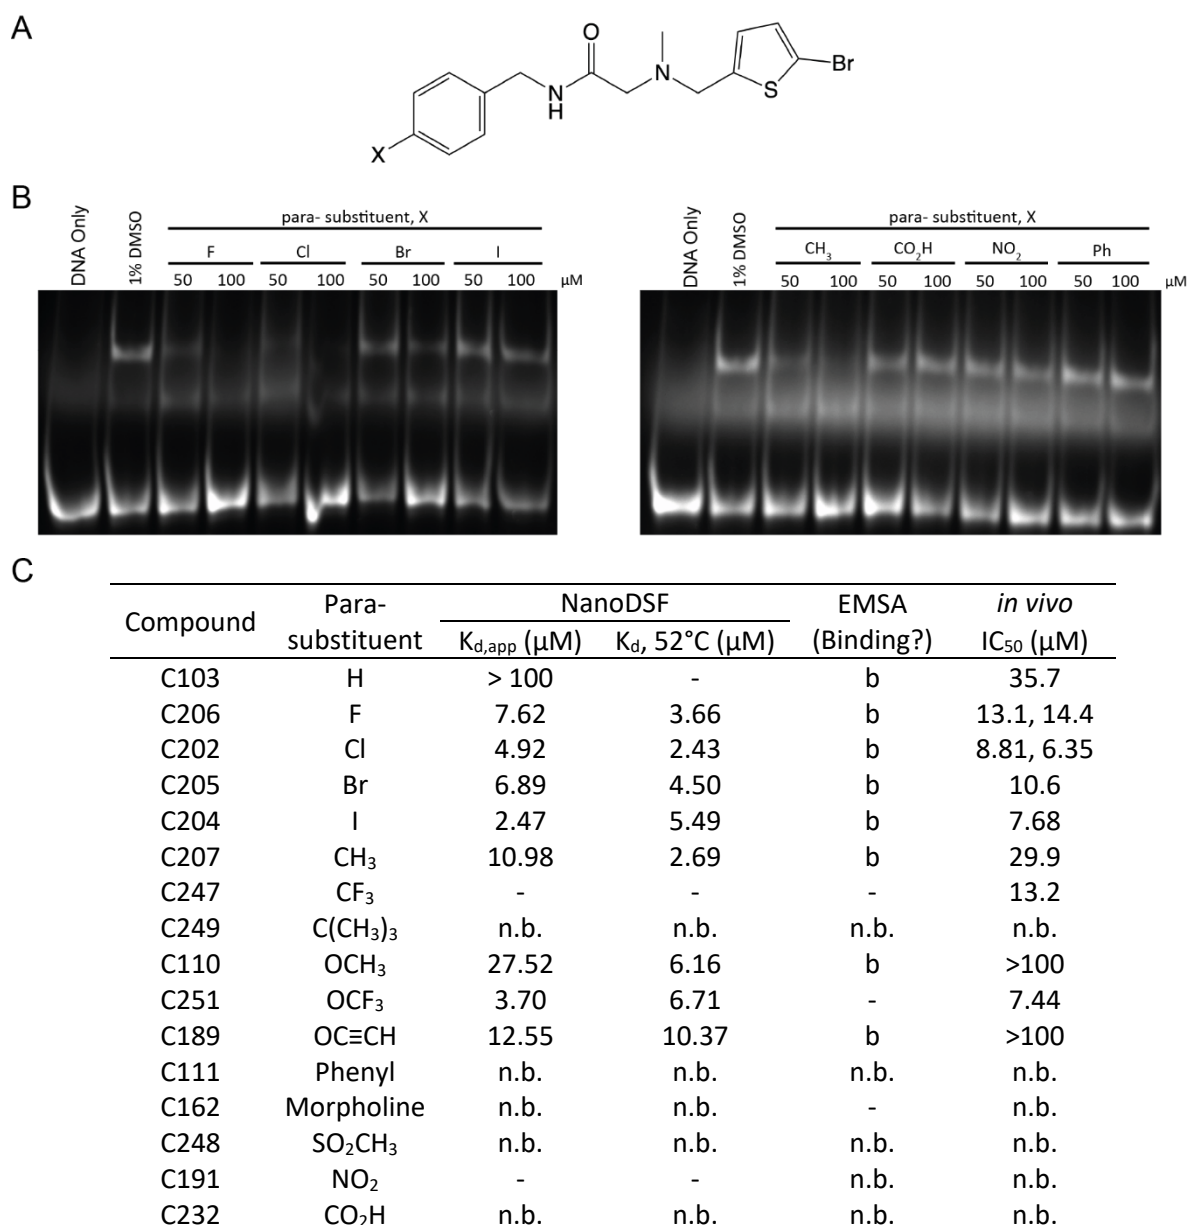 A
O
N
H
N
S
Br
X
B
DNA Only
1% DMSO
para- substituent, X
F Cl Br I
50 100 50 100 50 100 50 100 μM
DNA Only
1% DMSO
para- substituent, X
CH₃ CO₂H NO₂ Ph
50 100 50 100 50 100 50 100 μM
C
Compound Para-substituent NanoDSF EMSA (Binding?) in vivo IC₅₀ (μM)
K_d,app (μM) K_d, 52°C (μM)
C103 H > 100 - b 35.7
C206 F 7.62 3.66 b 13.1, 14.4
C202 Cl 4.92 2.43 b 8.81, 6.35
C205 Br 6.89 4.50 b 10.6
C204 I 2.47 5.49 b 7.68
C207 CH₃ 10.98 2.69 b 29.9
C247 CF₃ - - - 13.2
C249 C(CH₃)₃ n.b. n.b. n.b. n.b.
C110 OCH₃ 27.52 6.16 b >100
C251 OCF₃ 3.70 6.71 - 7.44
C189 OC≡CH 12.55 10.37 b >100
C111 Phenyl n.b. n.b. n.b. n.b.
C162 Morpholine n.b. n.b. - n.b.
C248 SO₂CH₃ n.b. n.b. n.b. n.b.
C191 NO₂ - - n.b. n.b.
C232 CO₂H n.b. n.b. n.b. n.b.